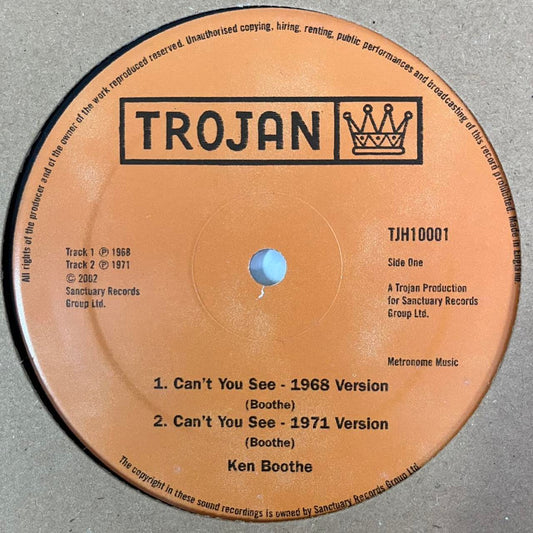 All rights of the producer and of the owner of the work reproduced reserved. Unauthorised copying, hiring, renting, public performances and broadcasting of this record prohibited. Made in England.
TROJAN
TJH10001
Track 1 ℗ 1968
Track 2 ℗ 1971
© 2002
Sanctuary Records
Group Ltd.
Side One
A Trojan Production
for Sanctuary Records
Group Ltd.
Metronome Music
1. Can't You See - 1968 Version
(Boothe)
2. Can't You See - 1971 Version
(Boothe)
Ken Boothe
The copyright in these sound recordings is owned by Sanctuary Records Group Ltd.